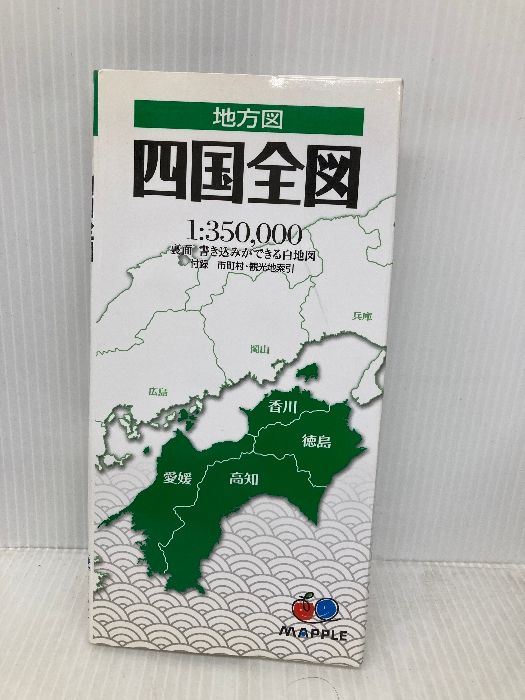 地方図
四国全図
1:350,000
裏面 書き込みができる白地図
付録 市町村・観光地索引
兵庫
岡山
広島
香川
徳島
愛媛
高知
MAPPLE